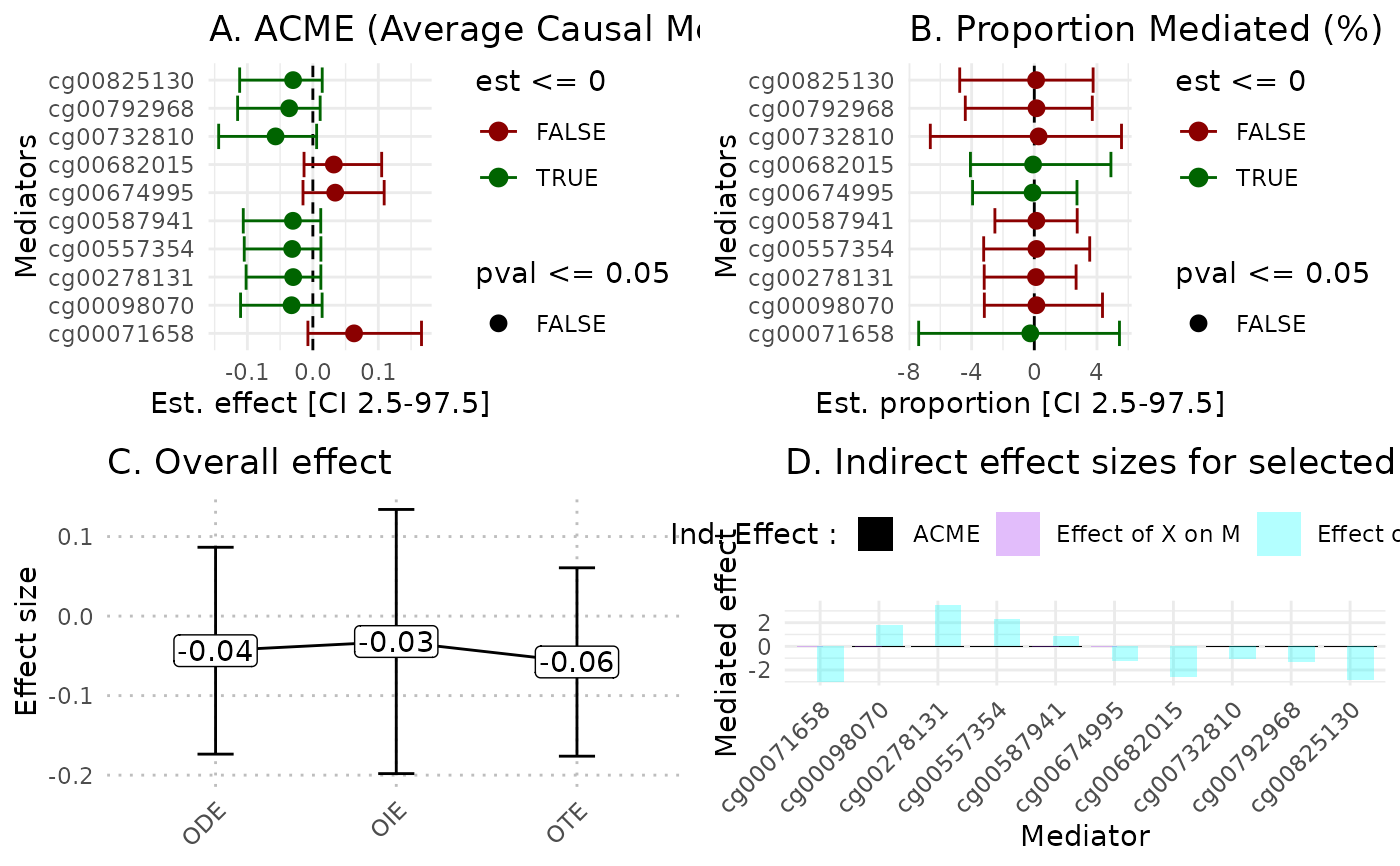 A. ACME (Average Causal Me
cg00825130
cg00792968
cg00732810
cg00682015
cg00674995
cg00587941
cg00557354
cg00278131
cg00098070
cg00071658
Mediators
-0.1 0.0 0.1
Est. effect [CI 2.5-97.5]
est <= 0
FALSE
TRUE
pval <= 0.05
FALSE
B. Proportion Mediated (%)
cg00825130
cg00792968
cg00732810
cg00682015
cg00674995
cg00587941
cg00557354
cg00278131
cg00098070
cg00071658
Mediators
-8 -4 0 4
Est. proportion [CI 2.5-97.5]
est <= 0
FALSE
TRUE
pval <= 0.05
FALSE
C. Overall effect
0.1
0.0
-0.1
-0.2
Effect size
-0.04
-0.03
-0.06
ODE
OIE
OTE
D. Indirect effect sizes for selected
Ind. Effect :
ACME
Effect of X on M
Effect
Mediated effect
2
0
-2
cg00071658
cg00098070
cg00278131
cg00557354
cg00587941
cg00674995
cg00682015
cg00732810
cg00792968
cg00825130
Mediator